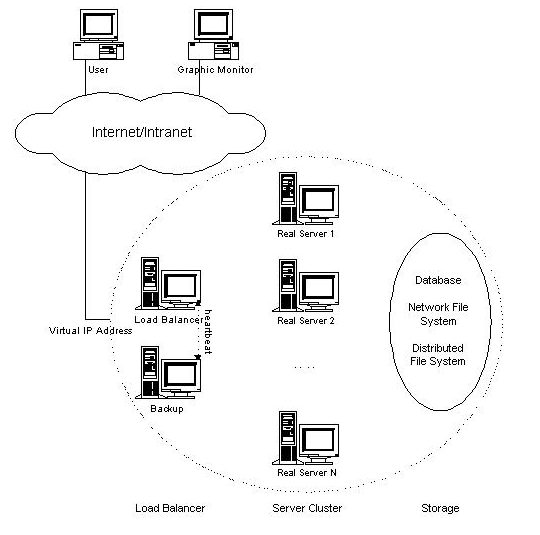 User
Graphic Monitor
Internet/Intranet
Real Server 1
Load Balancer
Virtual IP Address
heartbeat
Backup
Real Server 2
....
Real Server N
Database
Network File
System
Distributed
File System
Load Balancer
Server Cluster
Storage